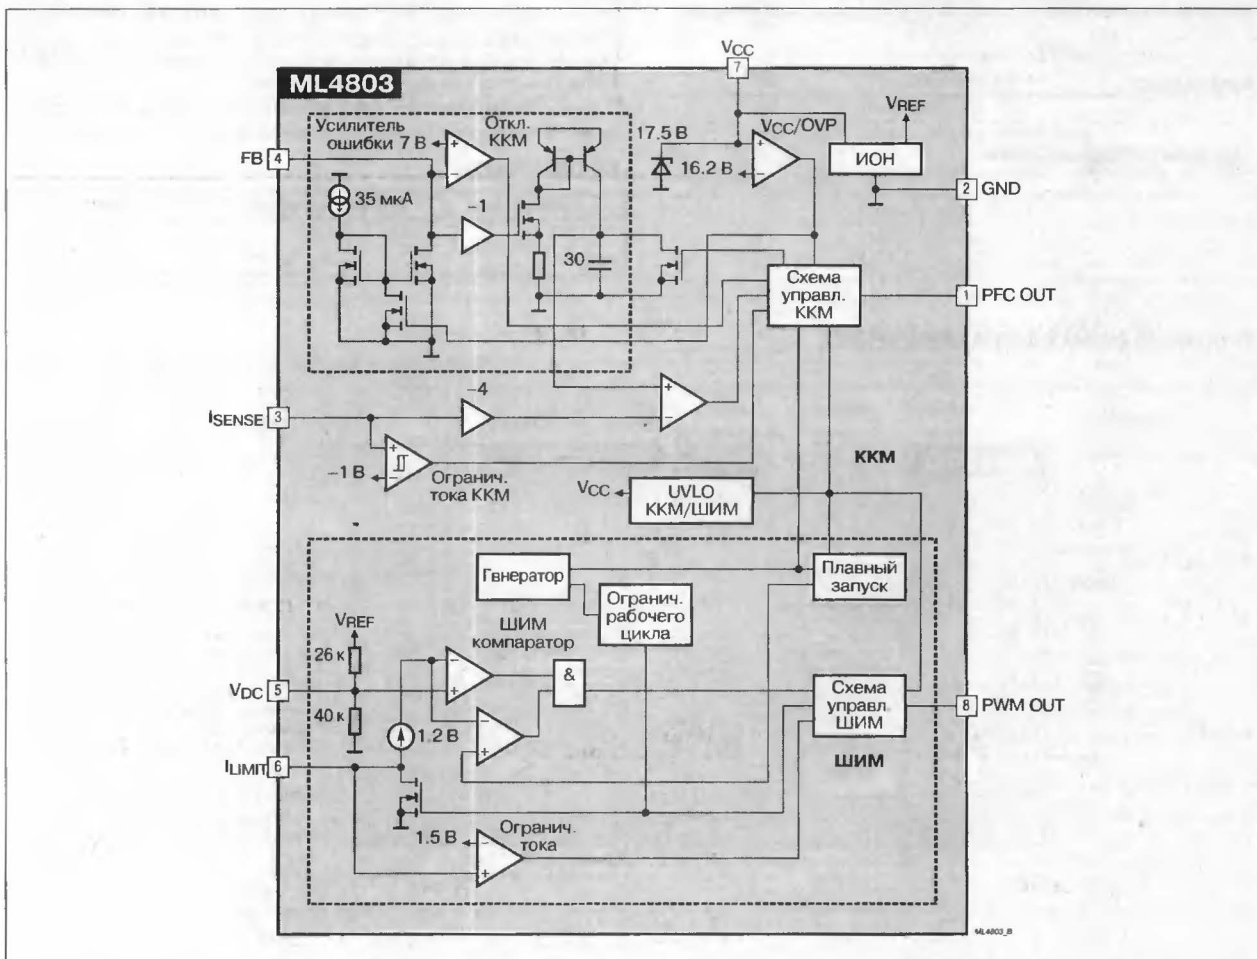 VCC
7
ML4803
Усилитель
ошибки 7 В
+
−
Откл.
ККМ
17.5 В
VCC/OVP
+
−
16.2 В
VREF
ИОН
FB
4
2
GND
35 мкА
−1
30
Схема
управл.
ККМ
1
PFC OUT
−4
+
−
ISENSE
3
+
−
−1 В
Огранич.
тока ККМ
ККМ
VCC
UVLO
ККМ/ШИМ
Гвнератор
Плавный
запуск
Огранич.
рабочего
цикла
VREF
ШИМ
компаратор
26 к
−
+
&
VDC
5
40 к
1.2 В
−
+
Схема
управл.
ШИМ
8
PWM OUT
ILIMIT
6
ШИМ
1.5 В
−
+
Огранич.
тока
ML4803_B